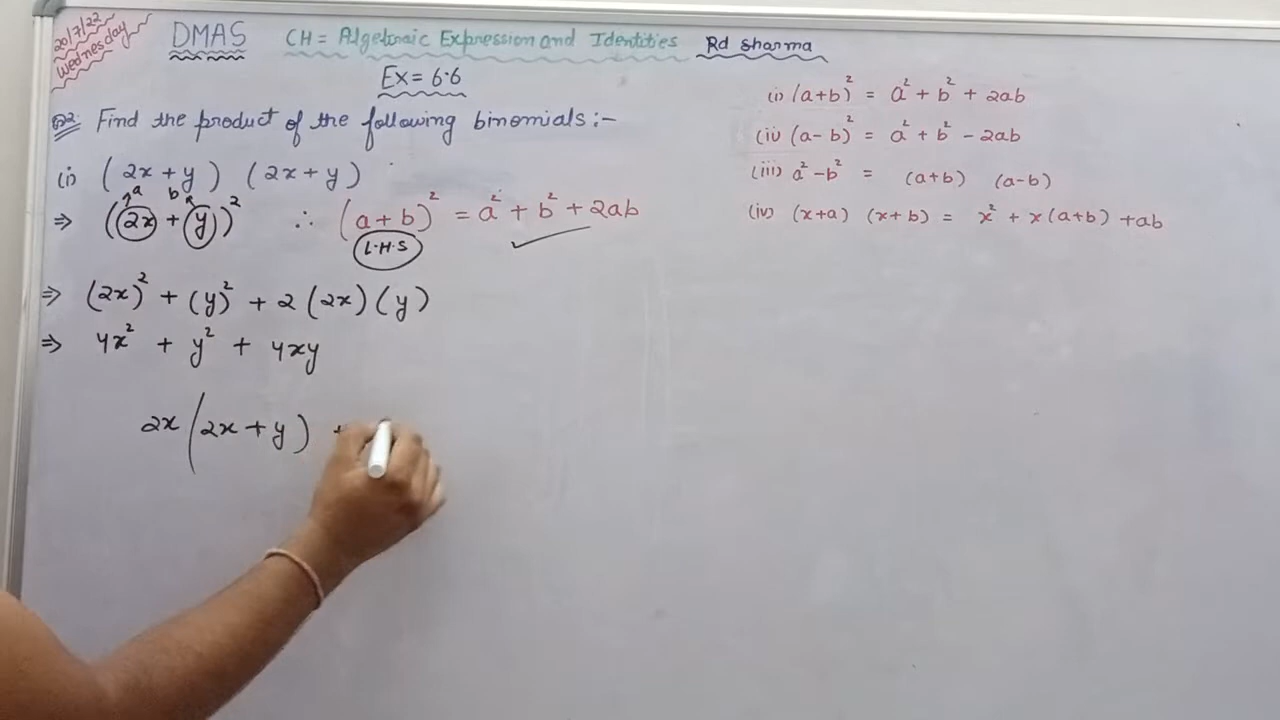 20/7/22
Wednesday
DMAS CH = Algebraic Expression and Identities Rd Sharma
Ex = 6.6
Q2: Find the product of the following binomials :-
(i) (2x + y) (2x + y)
a b
⇒ (2x + y)² ∴ (a + b)² = a² + b² + 2ab
L.H.S
⇒ (2x)² + (y)² + 2 (2x) (y)
⇒ 4x² + y² + 4xy
2x (2x + y) +
(i) (a+b)² = a² + b² + 2ab
(ii) (a-b)² = a² + b² - 2ab
(iii) a² - b² = (a+b) (a-b)
(iv) (x+a) (x+b) = x² + x(a+b) + ab